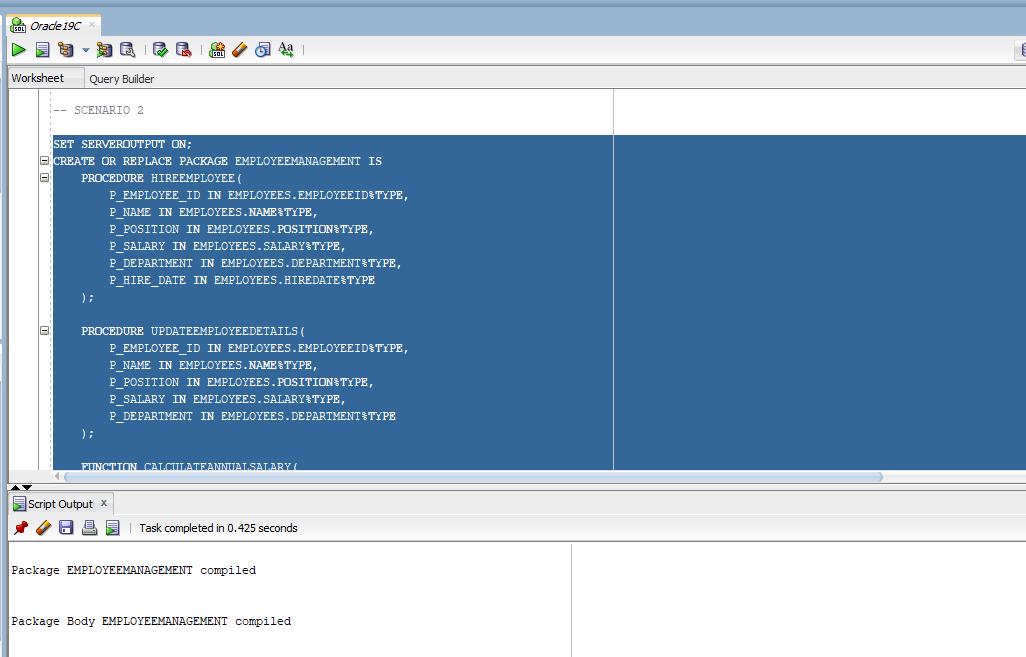 Oracle19C
Worksheet Query Builder
-- SCENARIO 2
SET SERVEROUTPUT ON;
CREATE OR REPLACE PACKAGE EMPLOYEEMANAGEMENT IS
PROCEDURE HIREEMPLOYEE(
P_EMPLOYEE_ID IN EMPLOYEES.EMPLOYEEID%TYPE,
P_NAME IN EMPLOYEES.NAME%TYPE,
P_POSITION IN EMPLOYEES.POSITION%TYPE,
P_SALARY IN EMPLOYEES.SALARY%TYPE,
P_DEPARTMENT IN EMPLOYEES.DEPARTMENT%TYPE,
P_HIRE_DATE IN EMPLOYEES.HIREDATE%TYPE
);
PROCEDURE UPDATEEMPLOYEEDETAILS(
P_EMPLOYEE_ID IN EMPLOYEES.EMPLOYEEID%TYPE,
P_NAME IN EMPLOYEES.NAME%TYPE,
P_POSITION IN EMPLOYEES.POSITION%TYPE,
P_SALARY IN EMPLOYEES.SALARY%TYPE,
P_DEPARTMENT IN EMPLOYEES.DEPARTMENT%TYPE
);
FUNCTION CALCULATEANNUALSALARY(
Script Output
Task completed in 0.425 seconds
Package EMPLOYEEMANAGEMENT compiled
Package Body EMPLOYEEMANAGEMENT compiled